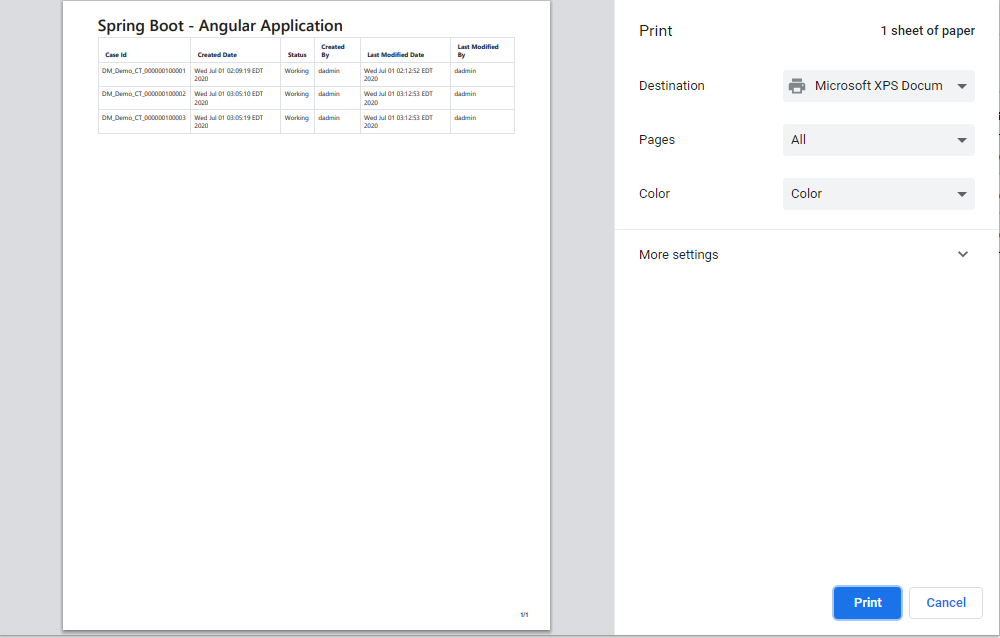 Spring Boot - Angular Application
Case Id Created Date Status Created By Last Modified Date Last Modified By
DM_Demo_CT_000000100001 Wed Jul 01 02:09:19 EDT 2020 Working dadmin Wed Jul 01 02:12:52 EDT 2020 dadmin
DM_Demo_CT_000000100002 Wed Jul 01 03:05:10 EDT 2020 Working dadmin Wed Jul 01 03:12:53 EDT 2020 dadmin
DM_Demo_CT_000000100003 Wed Jul 01 03:05:19 EDT 2020 Working dadmin Wed Jul 01 03:12:53 EDT 2020 dadmin
1/1
Print 1 sheet of paper
Destination Microsoft XPS Docum
Pages All
Color Color
More settings
Print Cancel